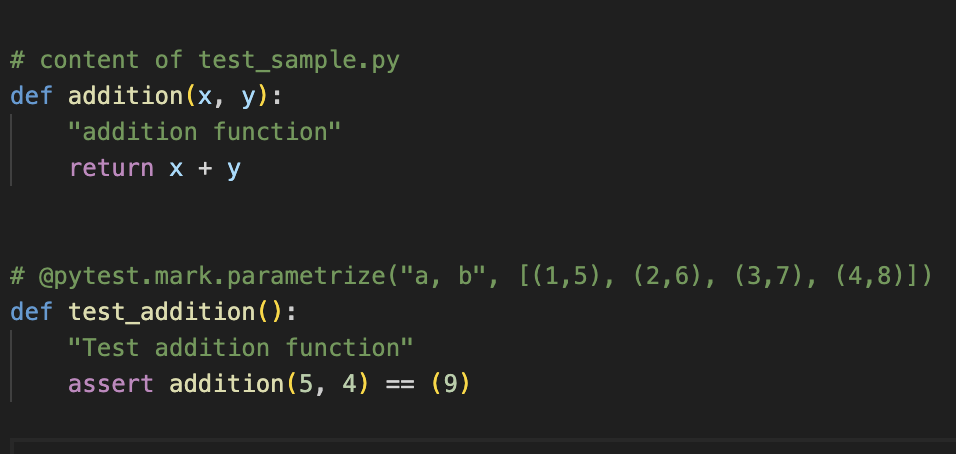 # content of test_sample.py
def addition(x, y):
    "addition function"
    return x + y
# @pytest.mark.parametrize("a, b", [(1,5), (2,6), (3,7), (4,8)])
def test_addition():
    "Test addition function"
    assert addition(5, 4) == (9)